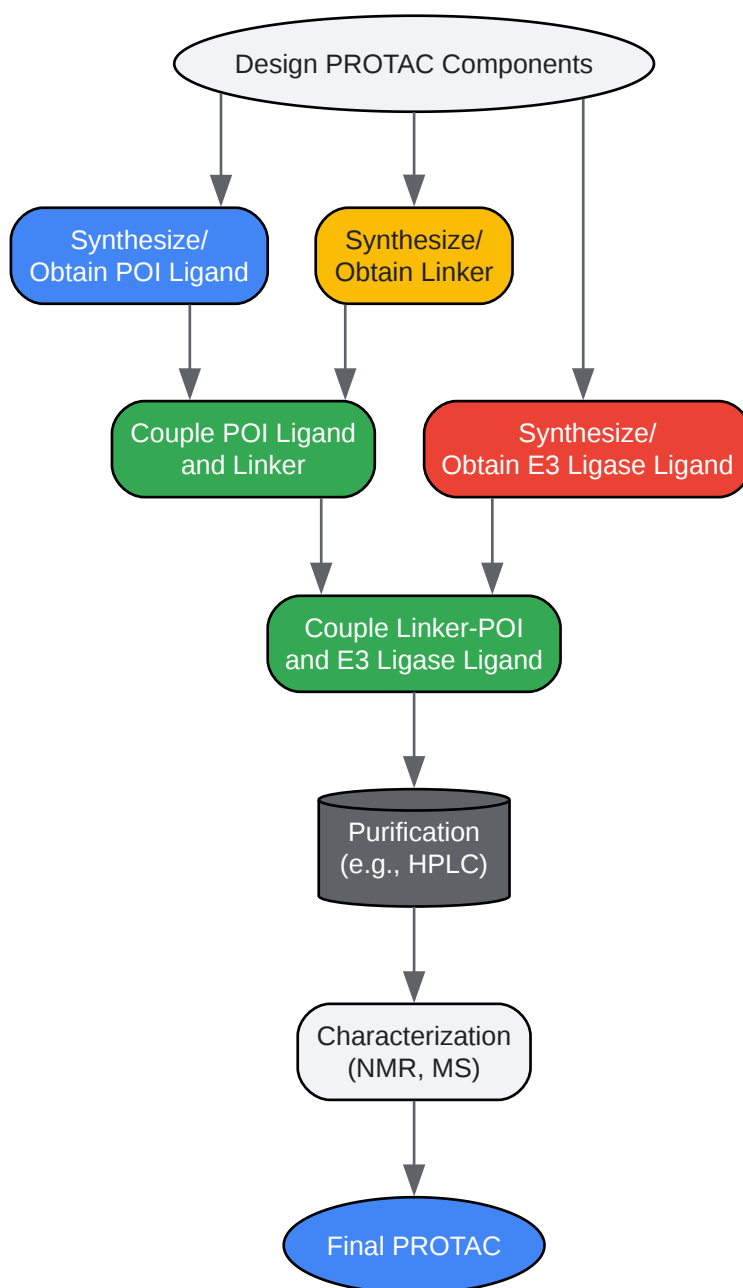 Design PROTAC Components
Synthesize/
Obtain POI Ligand
Synthesize/
Obtain Linker
Couple POI Ligand
and Linker
Synthesize/
Obtain E3 Ligase Ligand
Couple Linker-POI
and E3 Ligase Ligand
Purification
(e.g., HPLC)
Characterization
(NMR, MS)
Final PROTAC